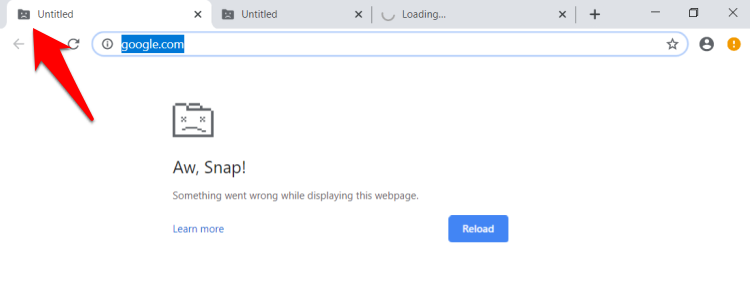 Untitled
Untitled
Loading...
google.com
Aw, Snap!
Something went wrong while displaying this webpage.
Learn more
Reload